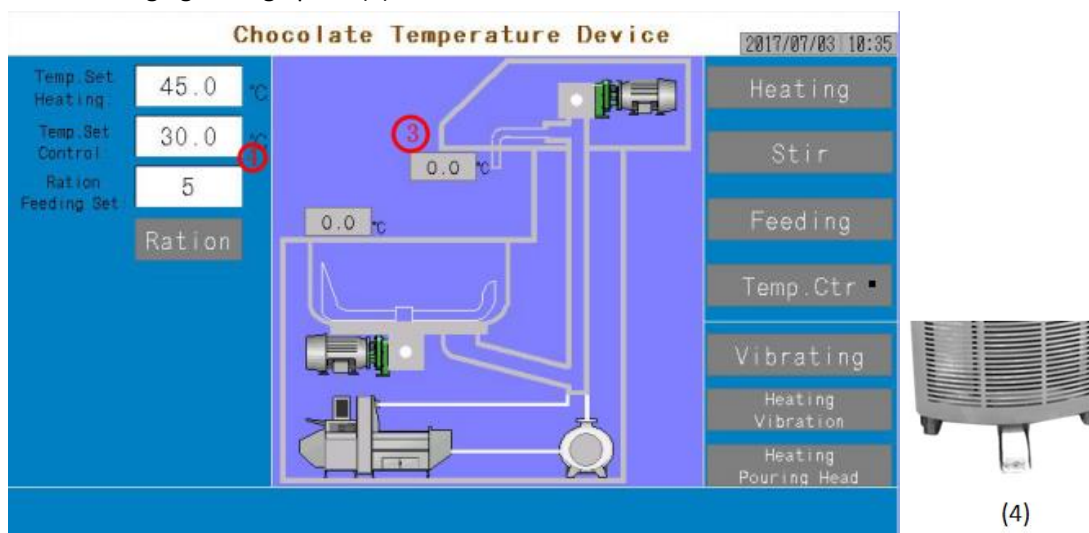 Chocolate Temperature Device
2017/07/03 10:35
Temp.Set
Heating:
45.0 ℃
Temp.Set
Control:
30.0 ℃
Ration
Feeding Set
5
Ration
③
0.0 ℃
0.0 ℃
Heating
Stir
Feeding
Temp.Ctr
Vibrating
Heating
Vibration
Heating
Pouring Head
(4)